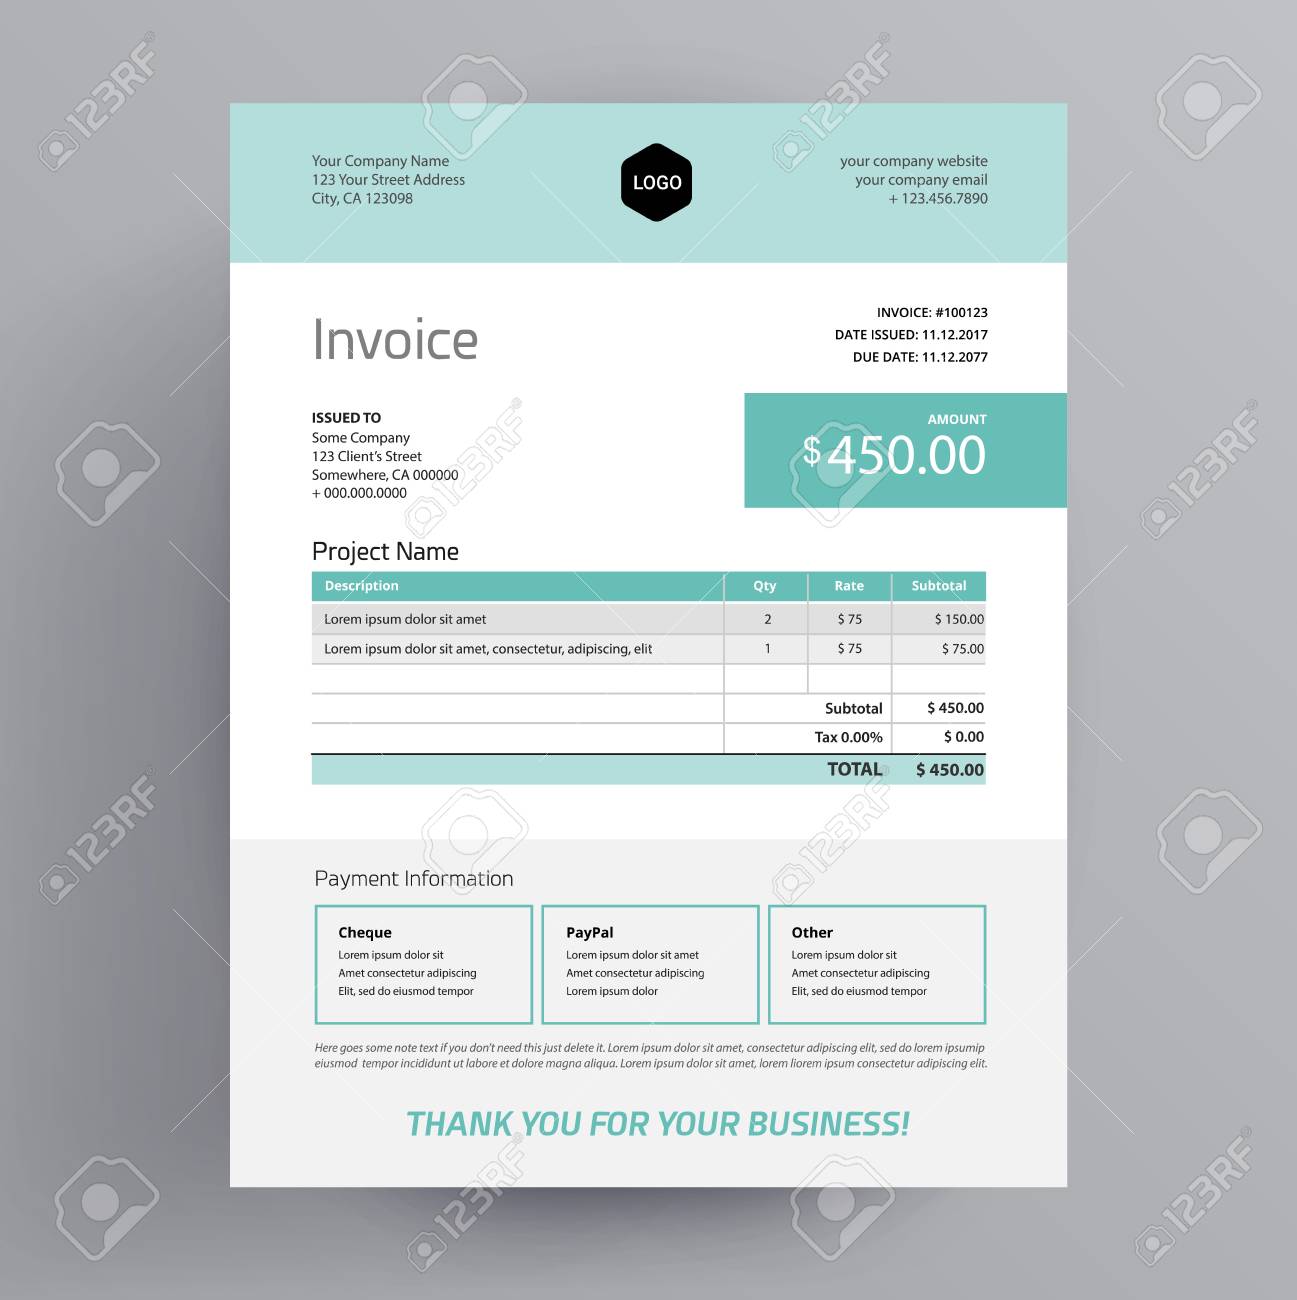 Your Company Name
123 Your Street Address
City, CA 123098
LOGO
your company website
your company email
+ 123.456.7890
Invoice
INVOICE: #100123
DATE ISSUED: 11.12.2017
DUE DATE: 11.12.2077
ISSUED TO
Some Company
123 Client's Street
Somewhere, CA 000000
+ 000.000.0000
AMOUNT
$450.00
Project Name
Description Qty Rate Subtotal
Lorem ipsum dolor sit amet 2 $ 75 $ 150.00
Lorem ipsum dolor sit amet, consectetur, adipiscing, elit 1 $ 75 $ 75.00
Subtotal $ 450.00
Tax 0.00% $ 0.00
TOTAL $ 450.00
Payment Information
Cheque
Lorem ipsum dolor sit
Amet consectetur adipiscing
Elit, sed do eiusmod tempor
PayPal
Lorem ipsum dolor sit amet
Amet consectetur adipiscing
Lorem ipsum dolor
Other
Lorem ipsum dolor sit
Amet consectetur adipiscing
Elit, sed do eiusmod tempor
Here goes some note text if you don't need this just delete it. Lorem ipsum dolor sit amet, consectetur adipiscing elit, sed do lorem ipsump
eiusmod tempor incididunt ut labore et dolore magna aliqua. Lorem ipsum dolor sit amet, lorem liorem ipsum consectetur adipiscing elit.
THANK YOU FOR YOUR BUSINESS!
123RF
123RF
123RF
123RF
123RF
123RF
123RF
123RF